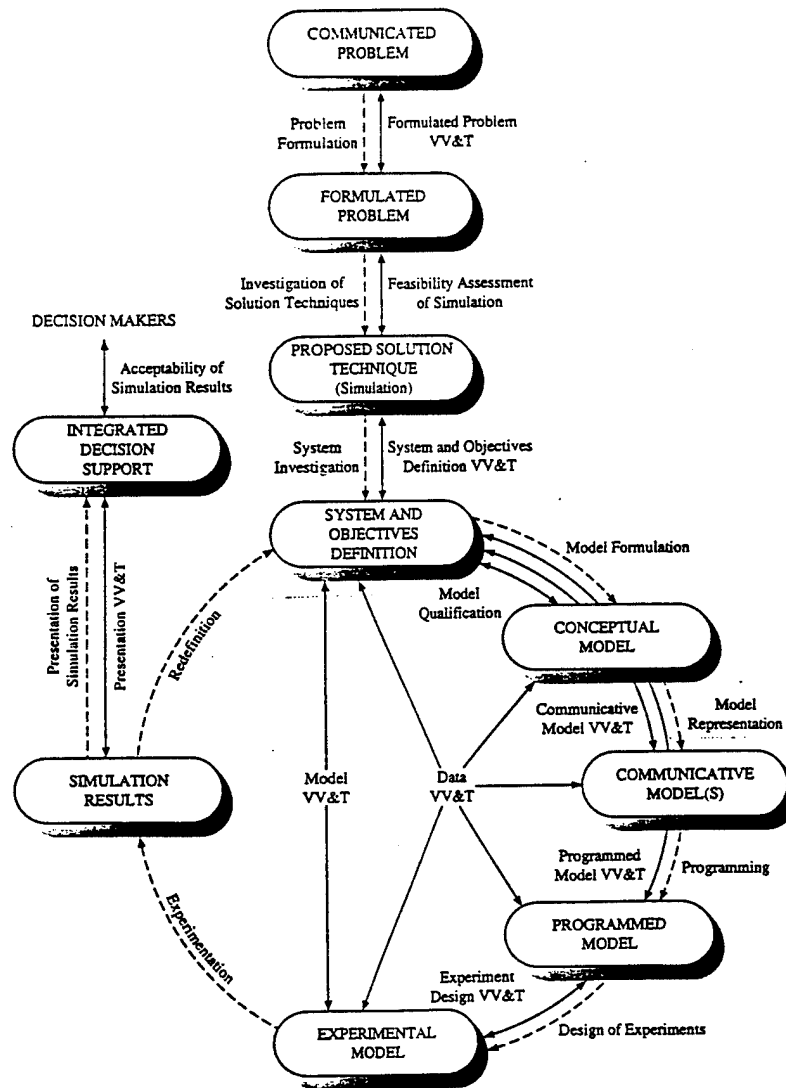 COMMUNICATED
PROBLEM
Problem
Formulation
Formulated Problem
VV&T
FORMULATED
PROBLEM
Investigation of
Solution Techniques
Feasibility Assessment
of Simulation
DECISION MAKERS
Acceptability of
Simulation Results
PROPOSED SOLUTION
TECHNIQUE
(Simulation)
INTEGRATED
DECISION
SUPPORT
System
Investigation
System and Objectives
Definition VV&T
SYSTEM AND
OBJECTIVES
DEFINITION
Model Formulation
Model
Qualification
CONCEPTUAL
MODEL
Presentation of
Simulation Results
Presentation VV&T
Redefinition
Communicative
Model VV&T
Model
Representation
SIMULATION
RESULTS
Model
VV&T
Data
VV&T
COMMUNICATIVE
MODEL(S)
Programmed
Model VV&T
Programming
PROGRAMMED
MODEL
Experimentation
Experiment
Design VV&T
Design of Experiments
EXPERIMENTAL
MODEL